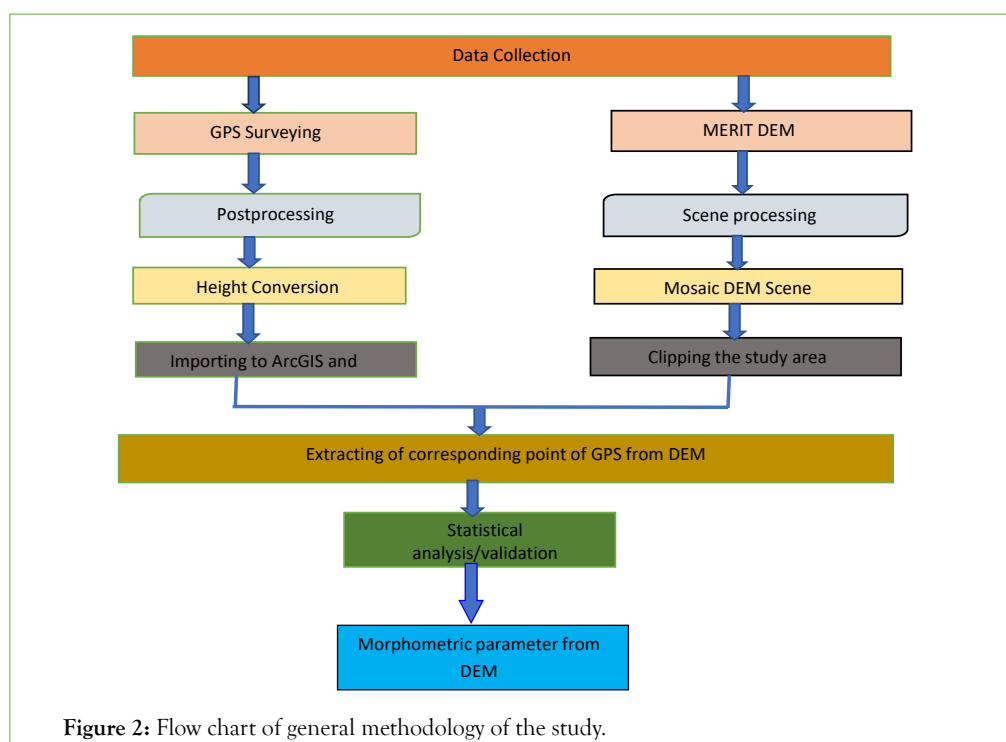 Data Collection
GPS Surveying
MERIT DEM
Postprocessing
Scene processing
Height Conversion
Mosaic DEM Scene
Importing to ArcGIS and
Clipping the study area
Extracting of corresponding point of GPS from DEM
Statistical
analysis/validation
Morphometric parameter from
DEM
Figure 2: Flow chart of general methodology of the study.